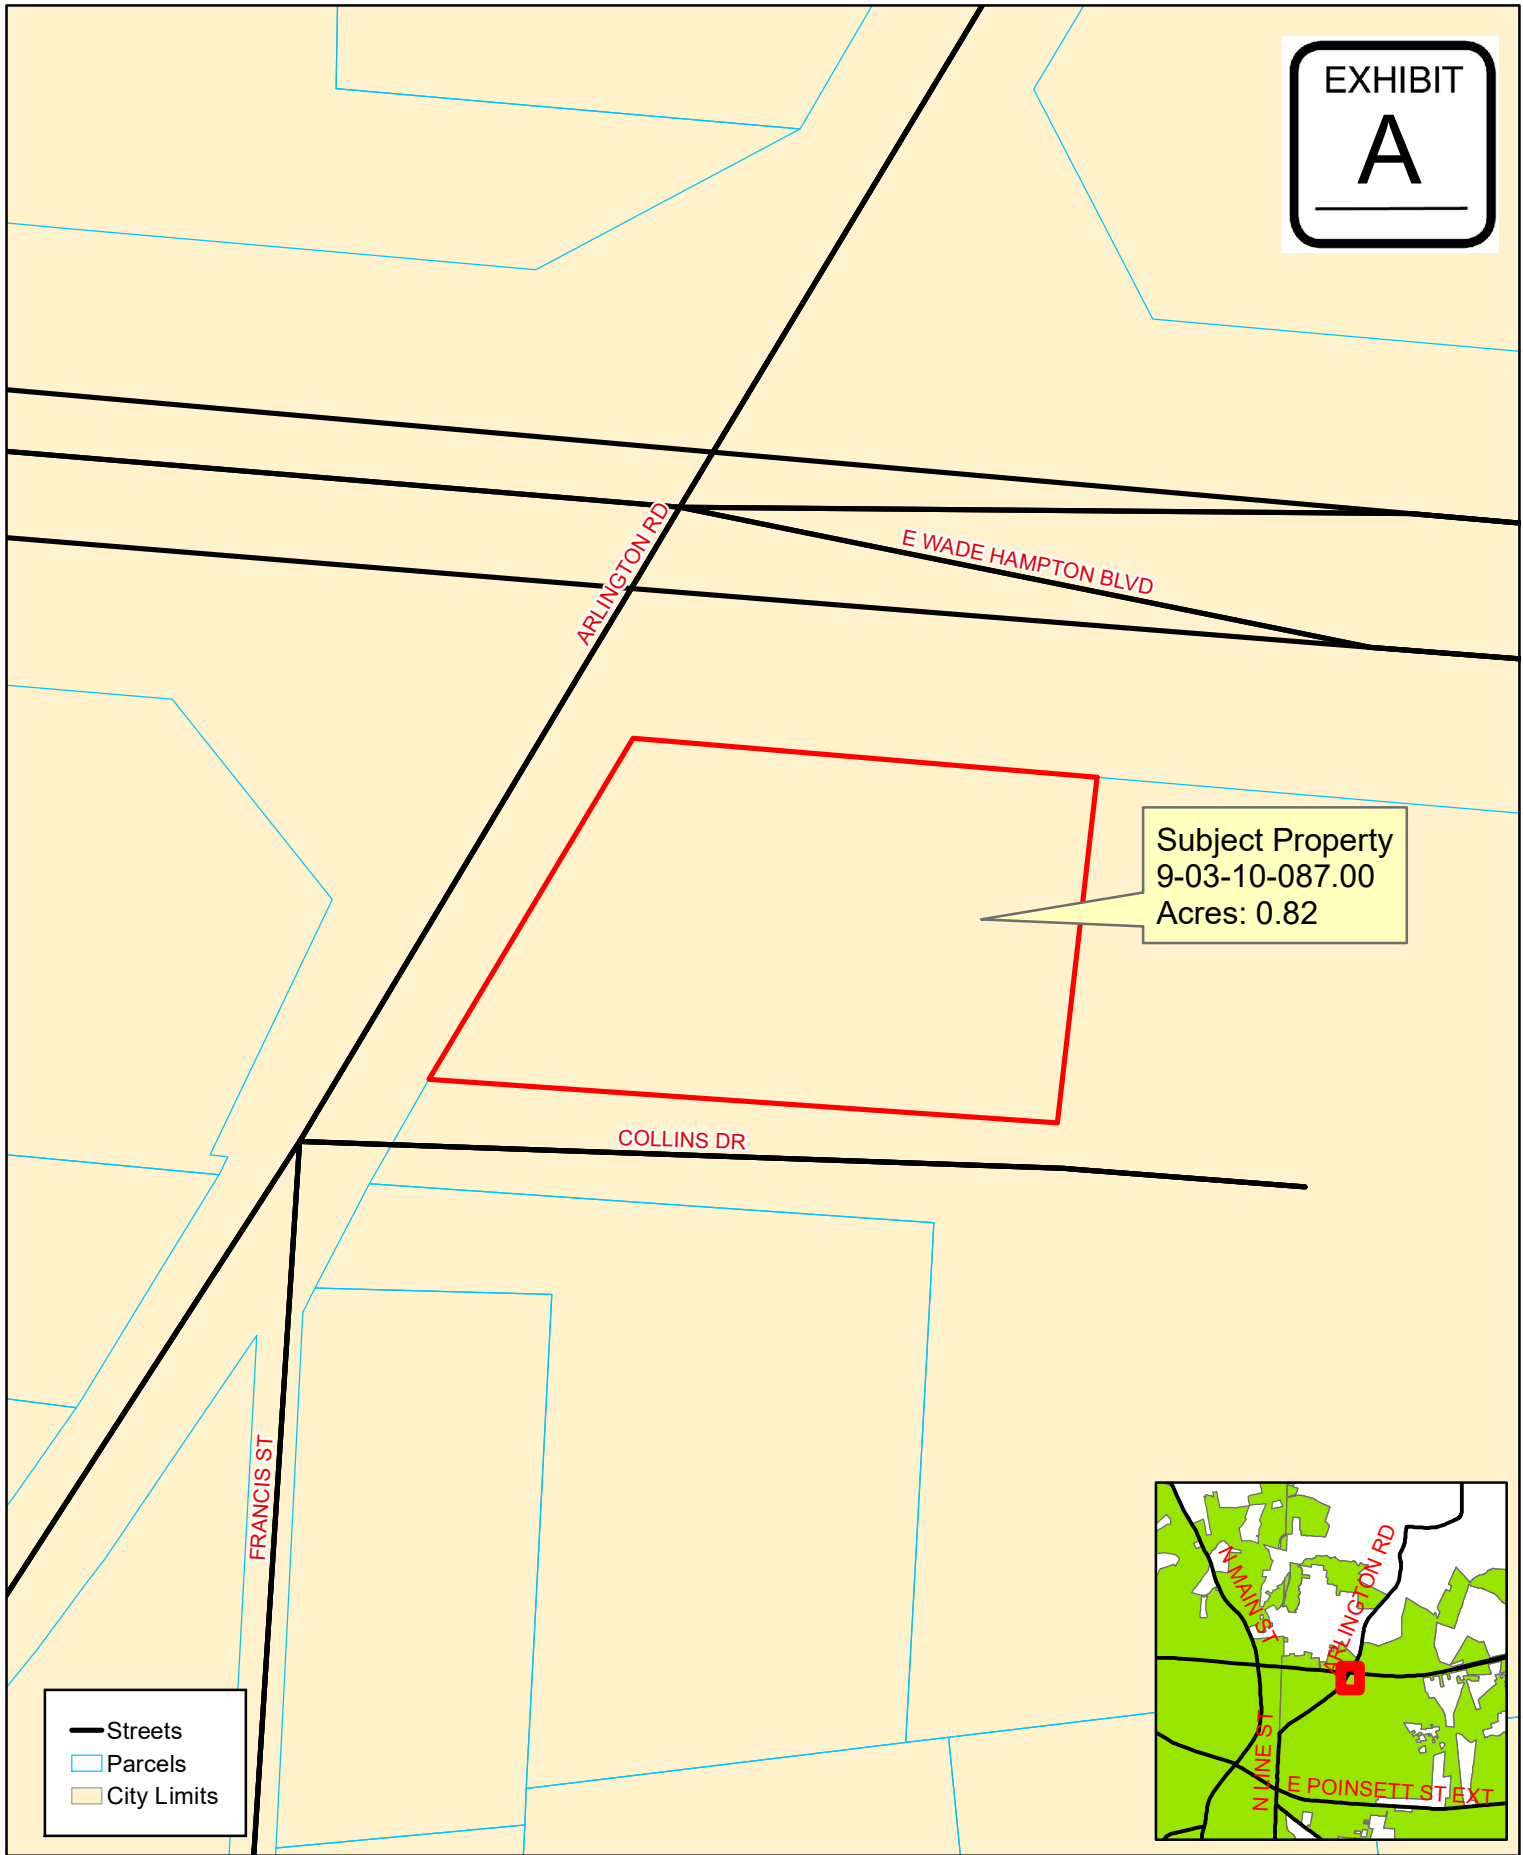 EXHIBIT
A
ARLINGTON RD
E WADE HAMPTON BLVD
Subject Property
9-03-10-087.00
Acres: 0.82
COLLINS DR
FRANCIS ST
Streets
Parcels
City Limits
N MAIN ST
ARLINGTON RD
N LINE ST
E POINSETT ST EXT